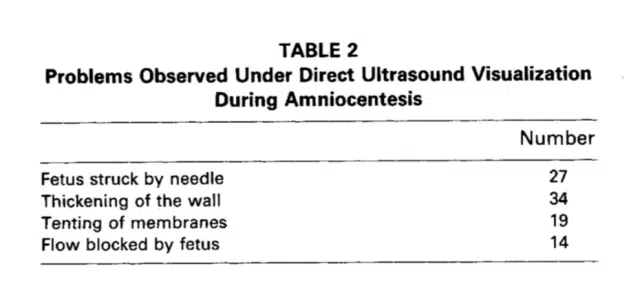 TABLE 2
Problems Observed Under Direct Ultrasound Visualization
During Amniocentesis
Number
Fetus struck by needle 27
Thickening of the wall 34
Tenting of membranes 19
Flow blocked by fetus 14